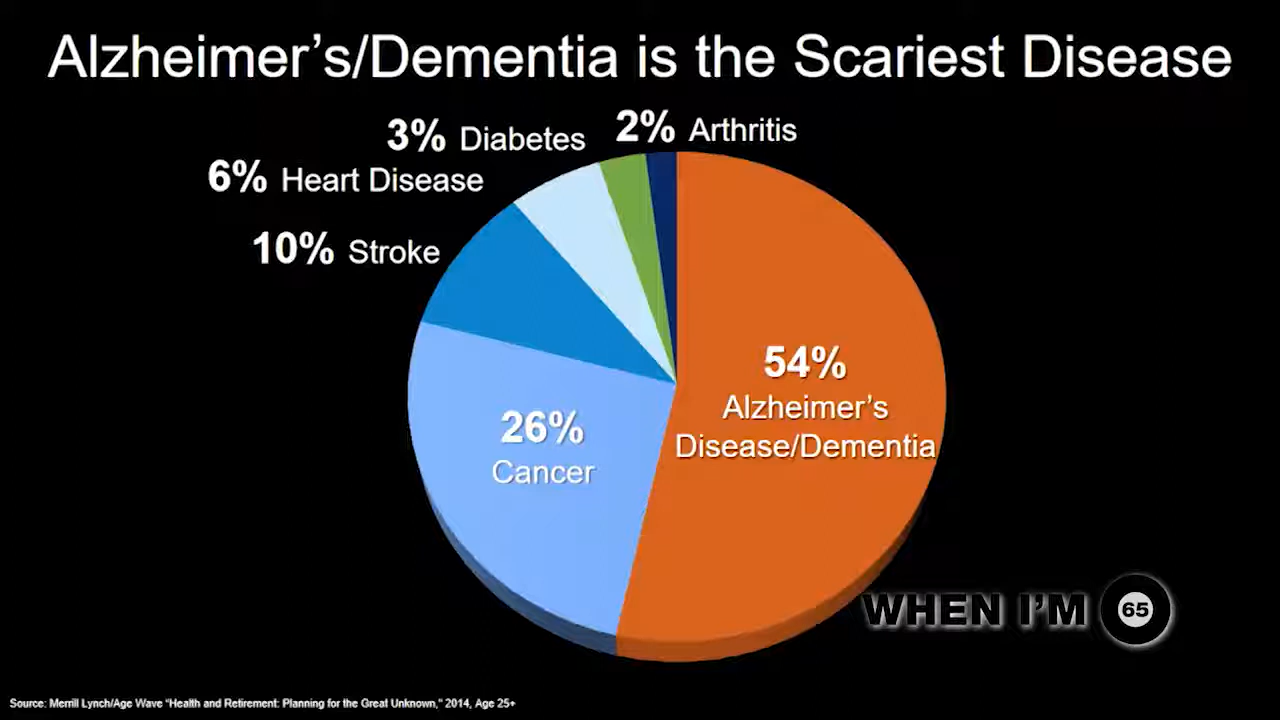 Alzheimer’s/Dementia is the Scariest Disease
3% Diabetes
2% Arthritis
6% Heart Disease
10% Stroke
54%
Alzheimer’s
Disease/Dementia
26%
Cancer
WHEN I’M 65
Source: Merrill Lynch/Age Wave “Health and Retirement: Planning for the Great Unknown,” 2014, Age 25+